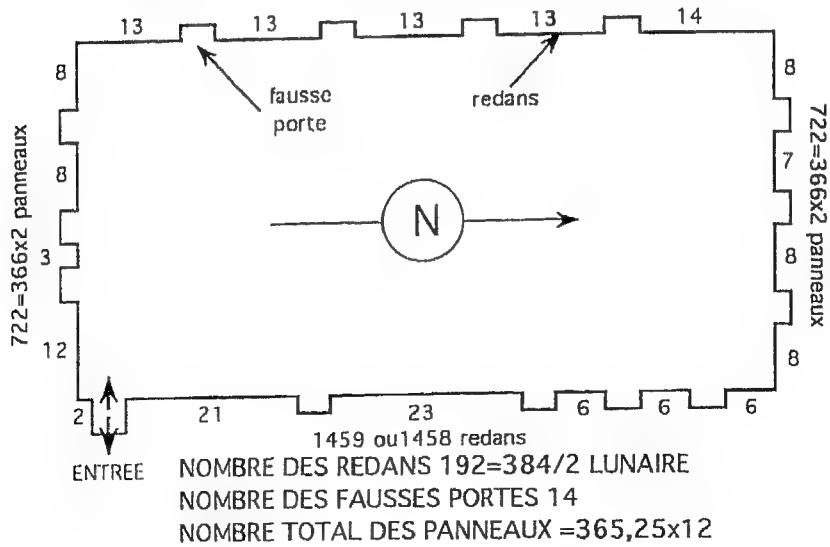 13 13 13 13 14
8
8
3
12
722=366x2 panneaux
fausse
porte
redans
N
8
7
8
8
722=366x2 panneaux
2 21 23 6 6 6
1459 ou1458 redans
ENTREE
NOMBRE DES REDANS 192=384/2 LUNAIRE
NOMBRE DES FAUSSES PORTES 14
NOMBRE TOTAL DES PANNEAUX =365,25x12